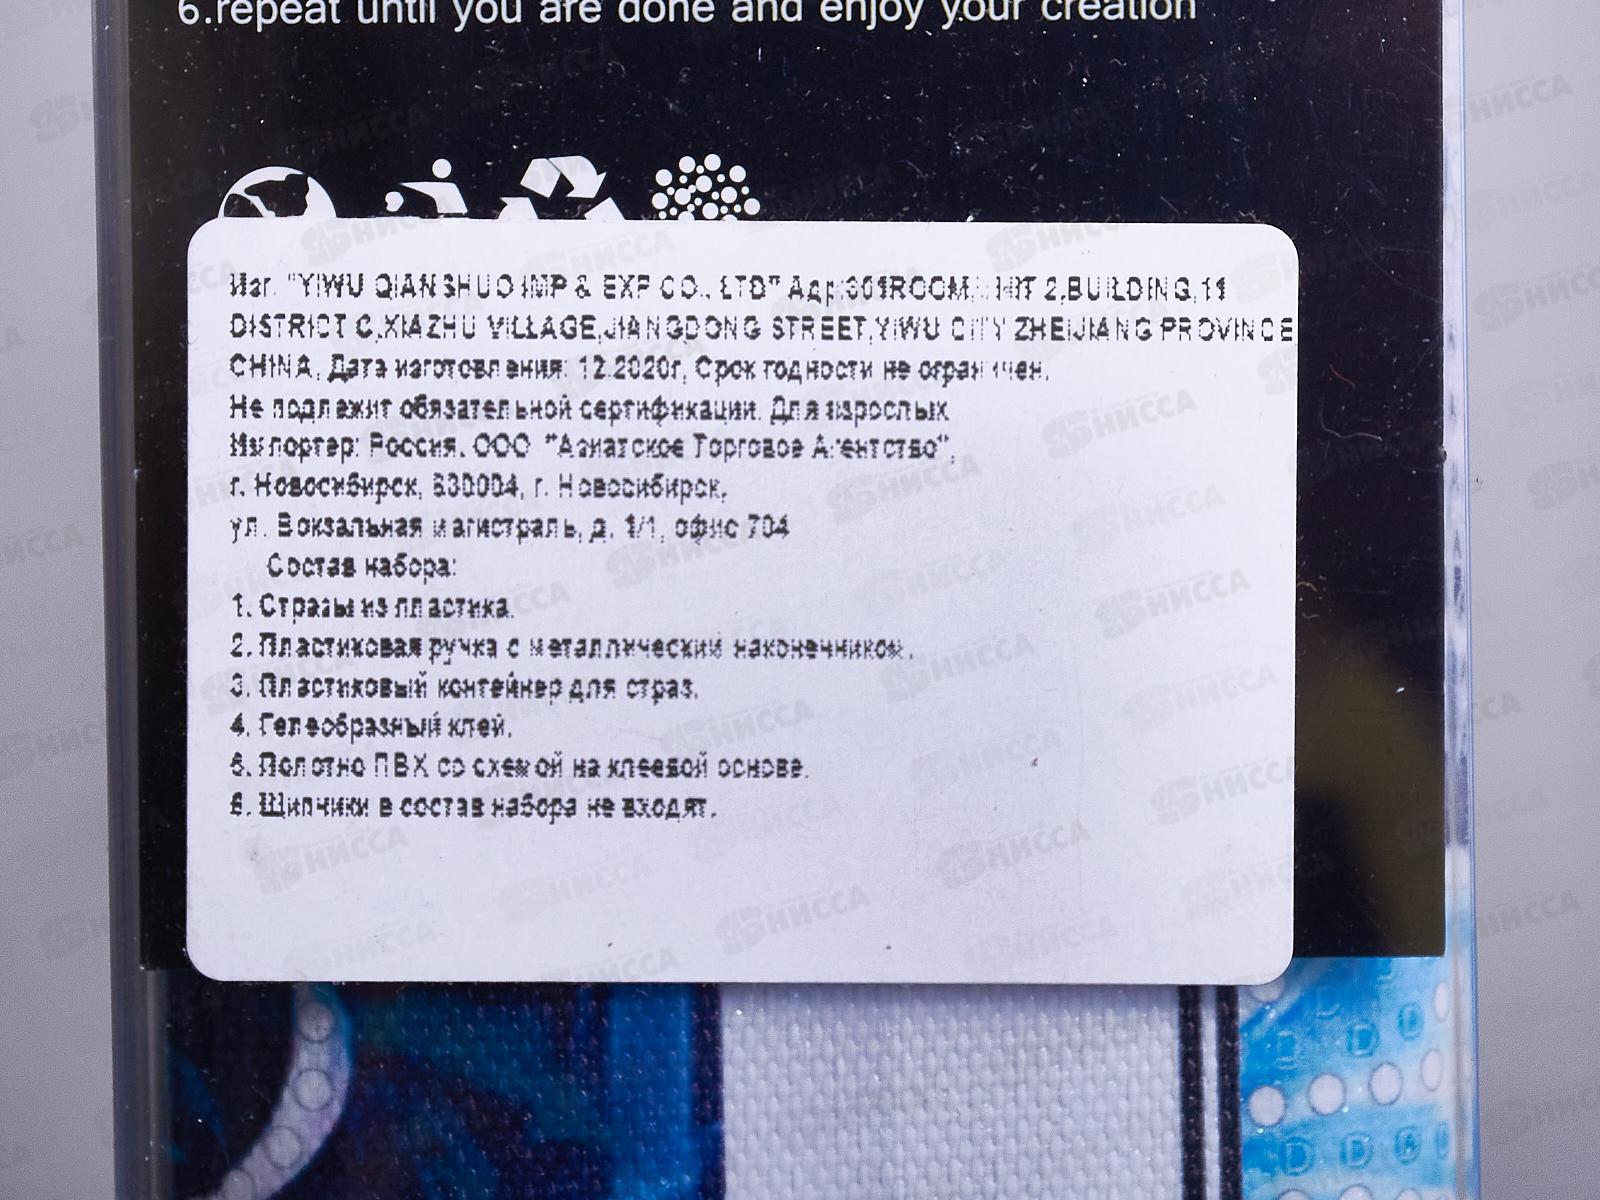 6.repeat until you are done and enjoy your creation
Изг. "YIWU QIANSHUO IMP & EXP CO., LTD" Адр:301ROOM, UNIT 2,BUILDING,11
DISTRICT C,XIAZHU VILLAGE,JIANGDONG STREET,YIWU CITY ZHEIJIANG PROVINCE
CHINA, Дата изготовления: 12.2020г, Срок годности не ограничен,
Не подлежит обязательной сертификации. Для взрослых
Импортер: Россия. ООО "Азиатское Торговое Агентство",
г. Новосибирск, 630004, г. Новосибирск,
ул. Вокзальная магистраль, д. 1/1, офис 704
Состав набора:
1. Стразы из пластика.
2. Пластиковая ручка с металлический наконечником.
3. Пластиковый контейнер для страз.
4. Гелеобразный клей.
5. Полотно ПВХ со схемой на клеевой основе.
6. Щипчики в состав набора не входят.
НИССА